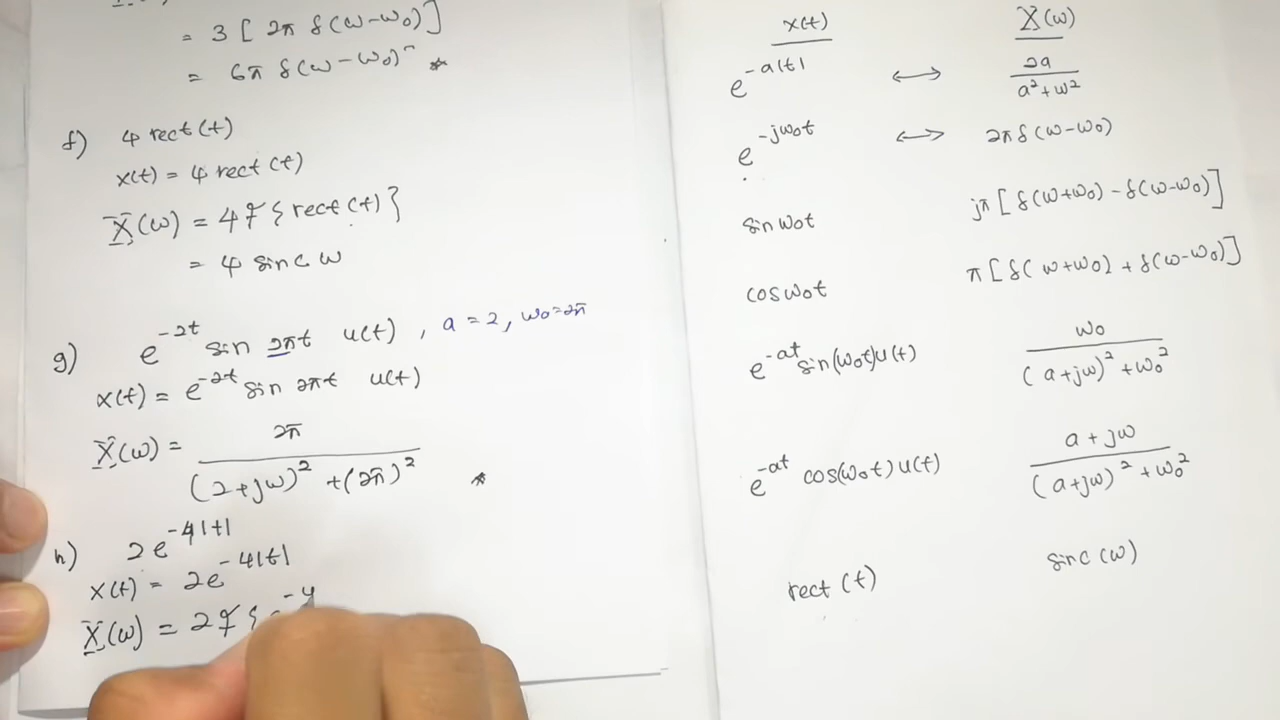 = 3 [ 2π δ(ω-ω₀)]
= 6π δ(ω-ω₀) *
f) 4 rect(t)
x(t) = 4 rect(t)
X(ω) = 4 ℱ { rect(t) }
= 4 sinc ω
g) e^{-2t} sin 2πt u(t) , a = 2, ω₀=2π
x(t) = e^{-2t} sin 2πt u(t)
X(ω) = 2π / (2+jω)² +(2π)² *
h) 2e^{-4|t|}
x(t) = 2e^{-4|t|}
X(ω) = 2ℱ {
x(t) X(ω)
e^{-a|t|} ↔ 2a / a²+ω²
e^{-jω₀t} ↔ 2πδ(ω-ω₀)
sin ω₀t jπ [ δ(ω+ω₀) - δ(ω-ω₀)]
cos ω₀t π [δ(ω+ω₀) + δ(ω-ω₀)]
e^{-at} sin(ω₀t)u(t) ω₀ / (a+jω)² +ω₀²
e^{-at} cos(ω₀t)u(t) a + jω / (a+jω)² +ω₀²
rect (t) sinc (ω)